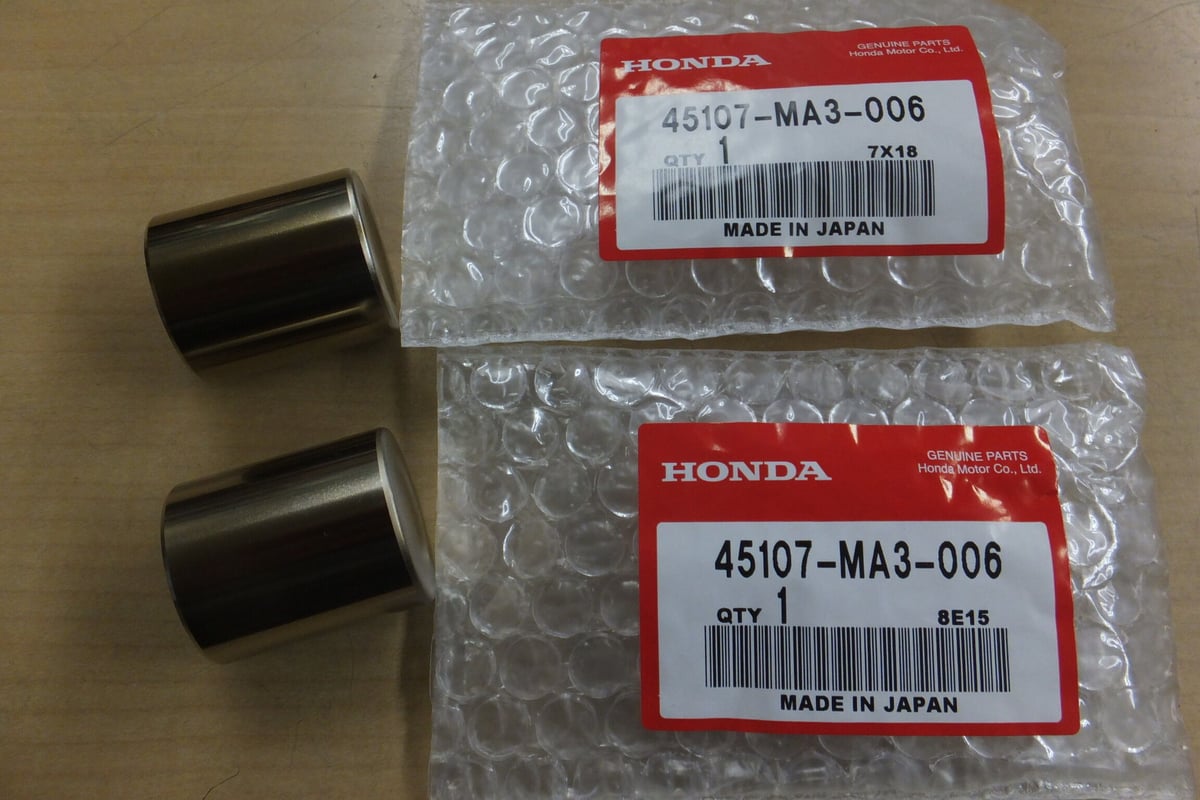 HONDA
GENUINE PARTS
Honda Motor Co., Ltd.
45107-MA3-006
QTY 1 7X18
MADE IN JAPAN
HONDA
GENUINE PARTS
Honda Motor Co., Ltd.
45107-MA3-006
QTY 1 8E15
MADE IN JAPAN